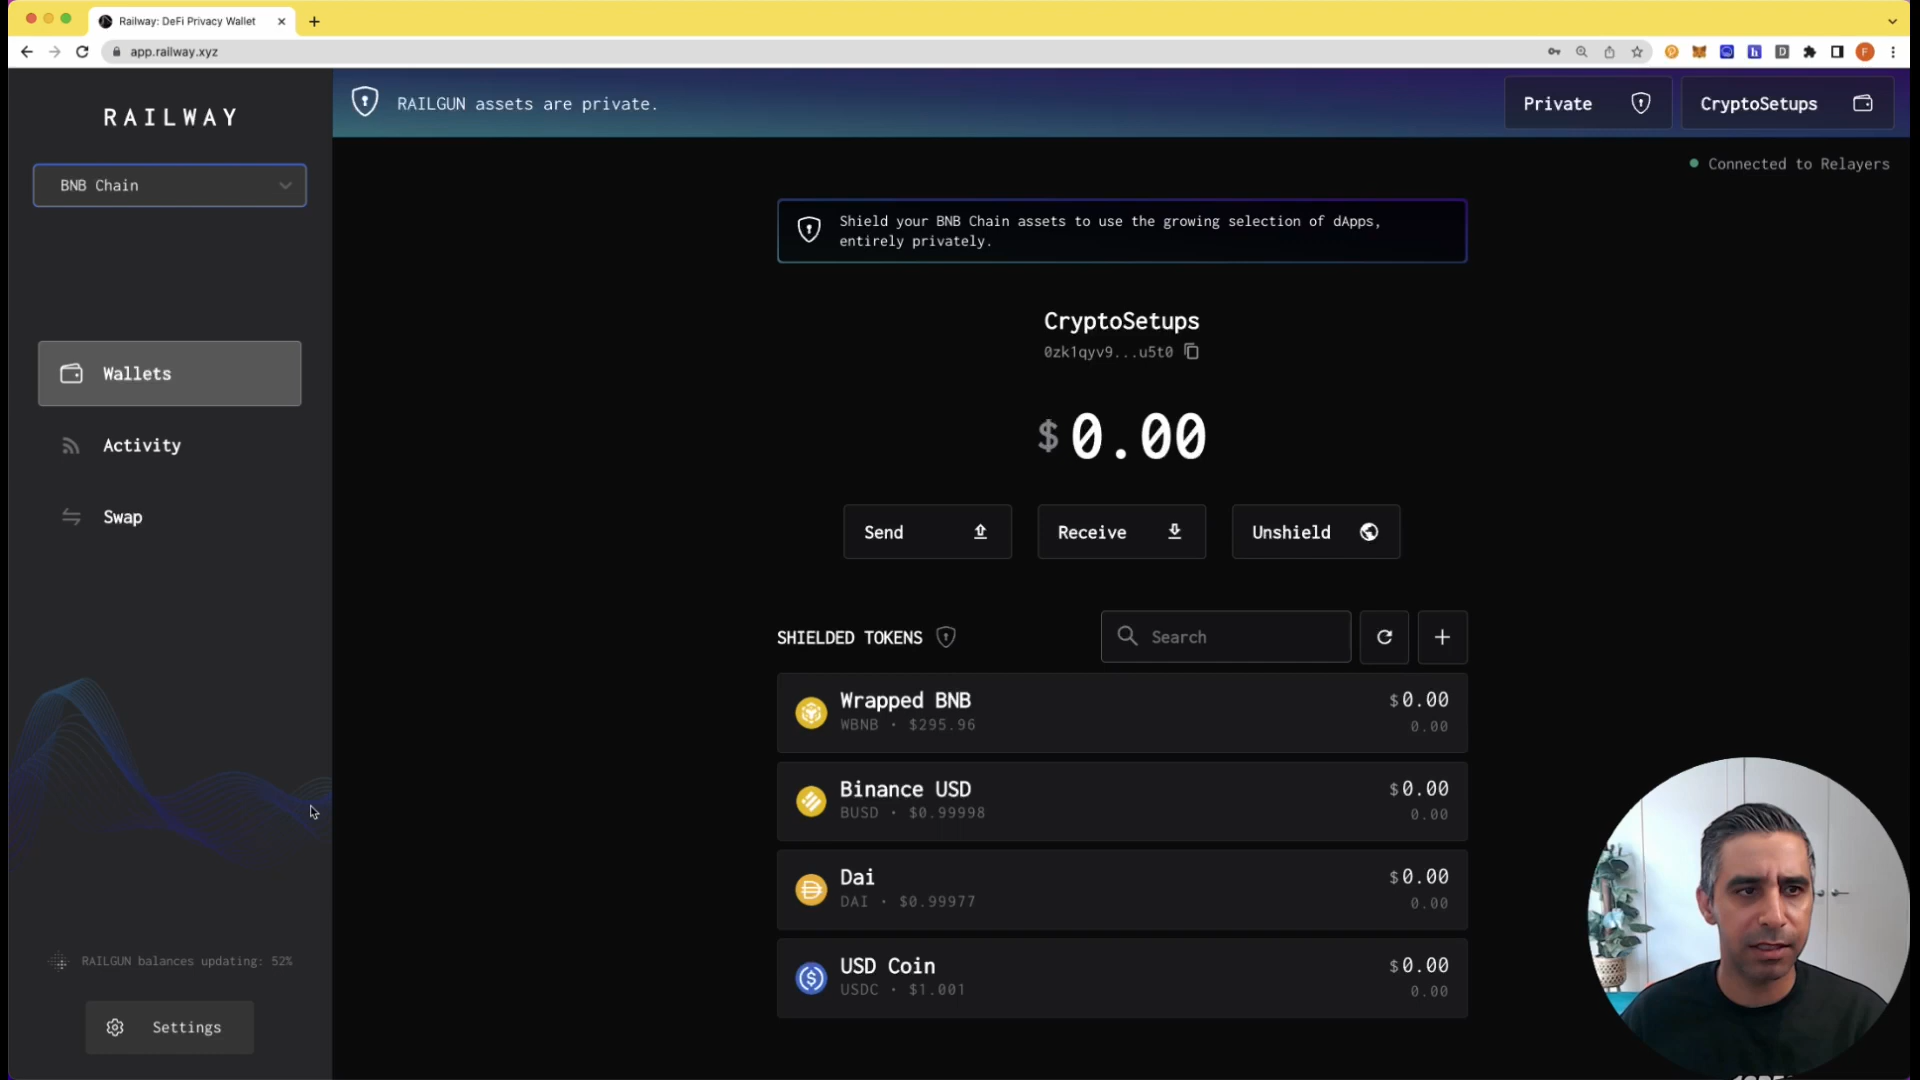 Railway: DeFi Privacy Wallet
app.railway.xyz
RAILWAY
BNB Chain
Wallets
Activity
Swap
RAILGUN balances updating: 52%
Settings
RAILGUN assets are private.
Private
CryptoSetups
Connected to Relayers
Shield your BNB Chain assets to use the growing selection of dApps,
entirely privately.
CryptoSetups
0zk1qyv9...u5t0
$0.00
Send
Receive
Unshield
SHIELDED TOKENS
Search
Wrapped BNB
$0.00
WBNB • $295.96
0.00
Binance USD
$0.00
BUSD • $0.99998
0.00
Dai
$0.00
DAI • $0.99977
0.00
USD Coin
$0.00
USDC • $1.001
0.00